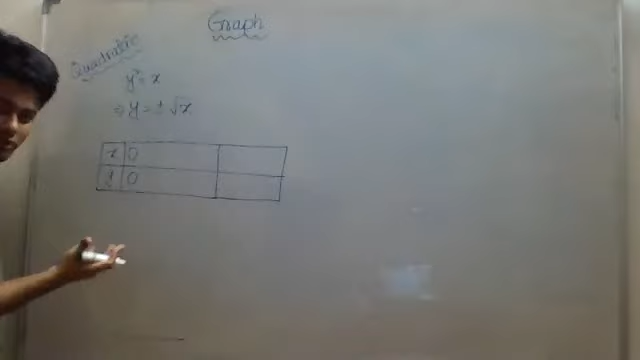 Graph
Quadratic
y² = x
⇒ y = ± √x
x 0
y 0